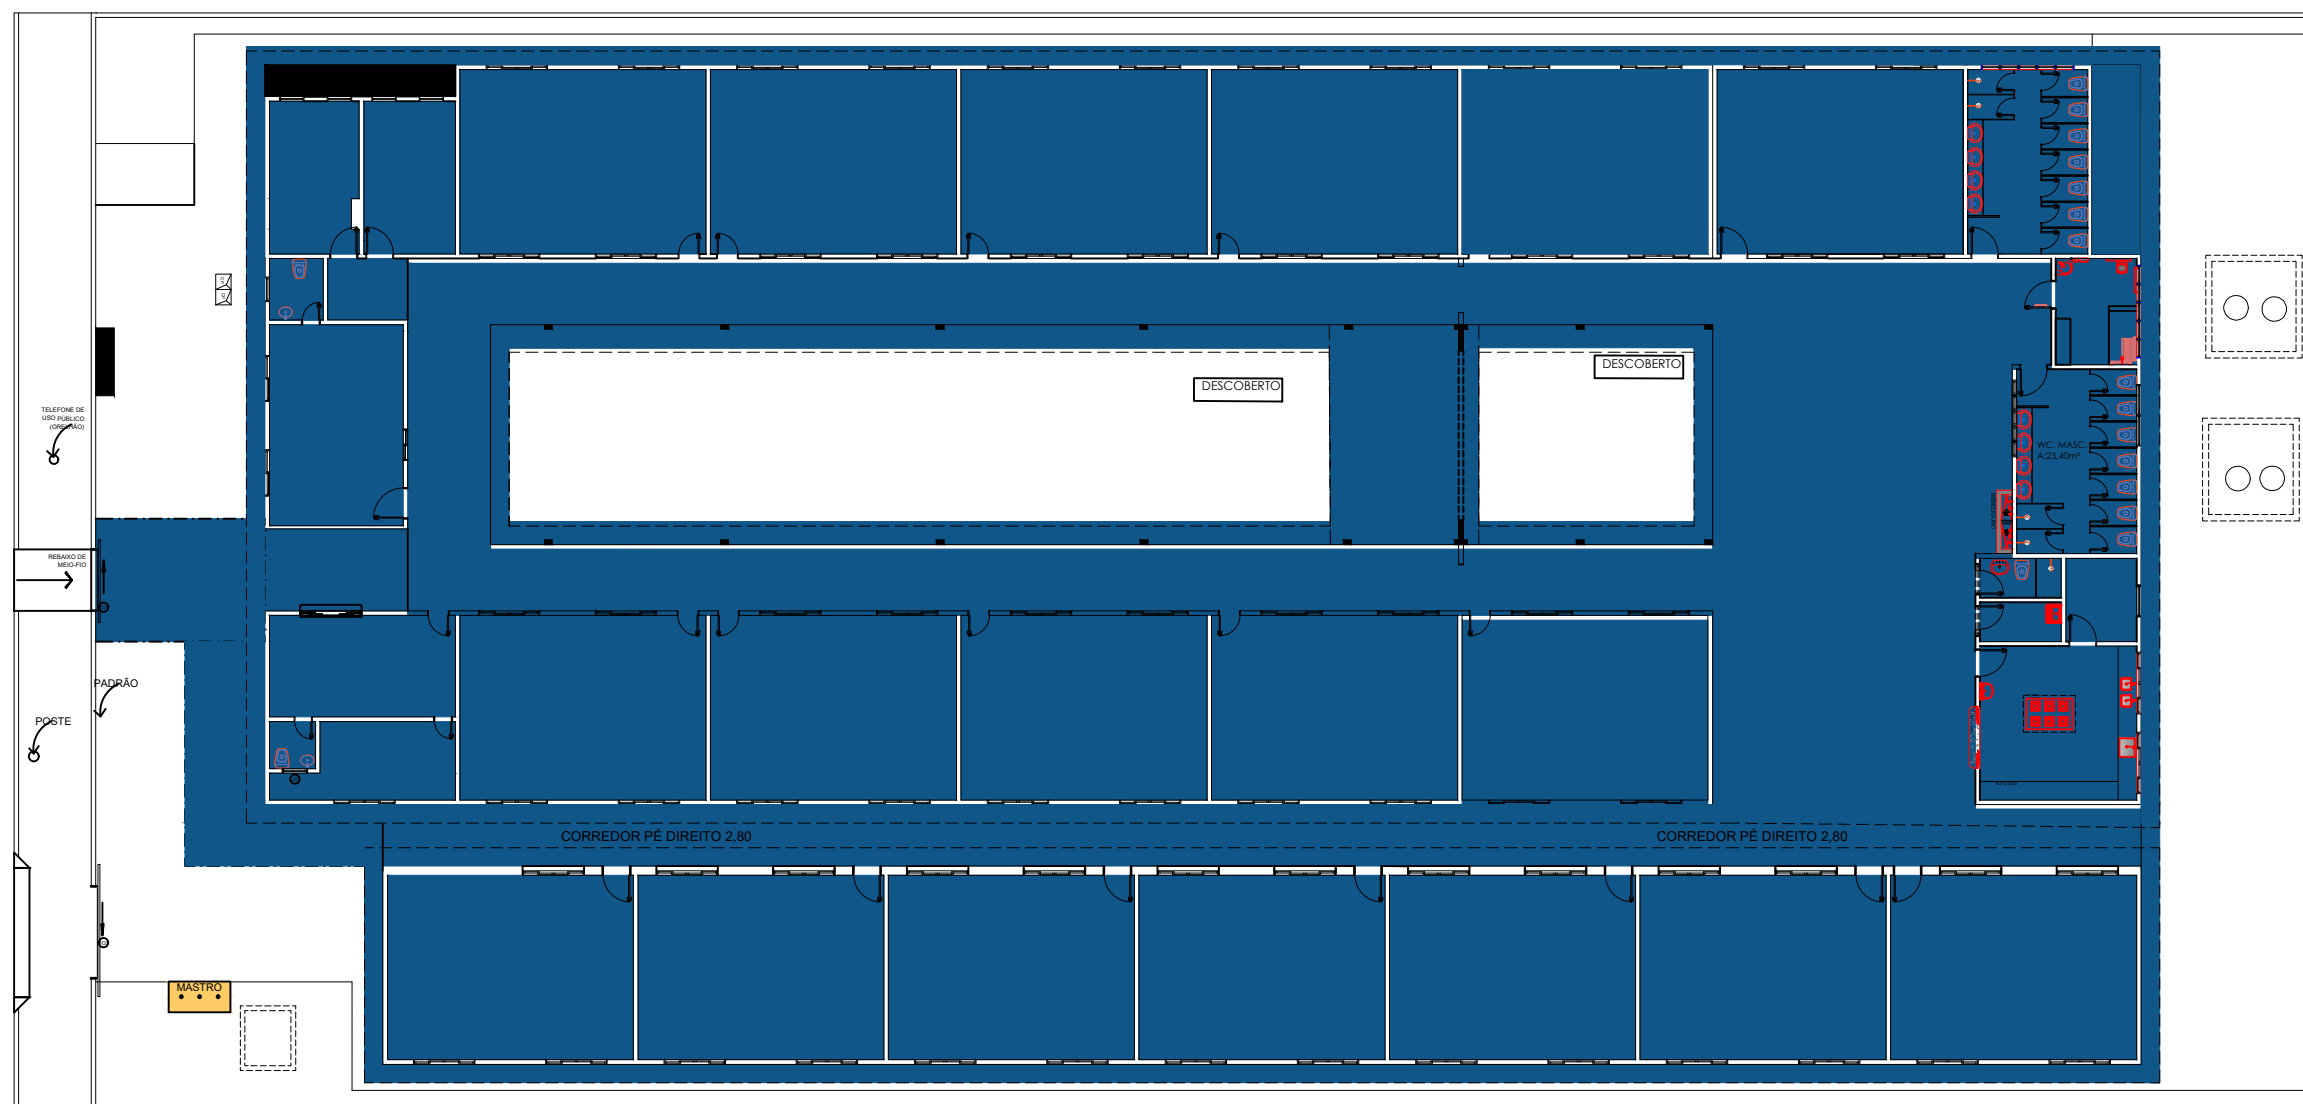 DESCOBERTO
DESCOBERTO
TELEFONE DE
USO PÚBLICO
(ORELHÃO)
WC. MASC.
A:23,40m²
REBAIXO DE
MEIO-FIO
PADRÃO
POSTE
CORREDOR PÉ DIREITO 2,80
CORREDOR PÉ DIREITO 2,80
MASTRO